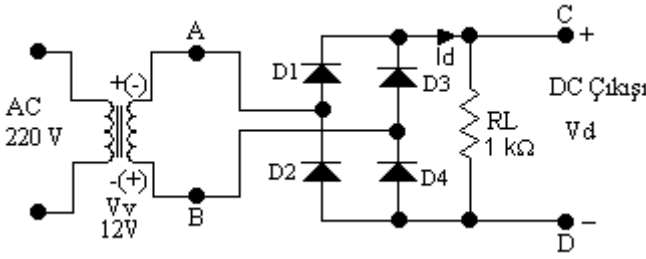 A
C
+
+(-)
D1
D3
Id
DC Çıkışı
AC
220 V
RL
1 kΩ
Vd
-(+)
D2
D4
Vv
12V
B
D
-